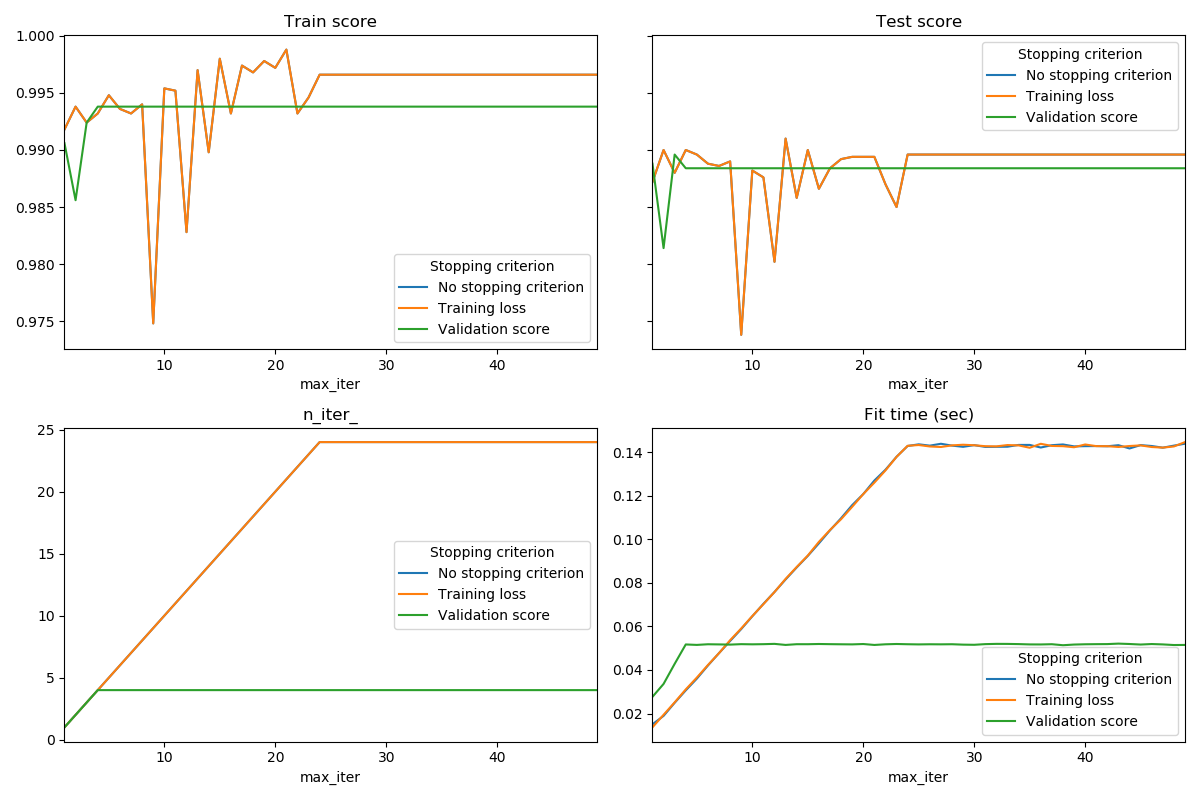 Train score
1.000
0.995
0.990
0.985
0.980
0.975
Stopping criterion
No stopping criterion
Training loss
Validation score
10 20 30 40
max_iter
Test score
Stopping criterion
No stopping criterion
Training loss
Validation score
10 20 30 40
max_iter
n_iter_
25
20
15
10
5
0
Stopping criterion
No stopping criterion
Training loss
Validation score
10 20 30 40
max_iter
Fit time (sec)
0.14
0.12
0.10
0.08
0.06
0.04
0.02
Stopping criterion
No stopping criterion
Training loss
Validation score
10 20 30 40
max_iter